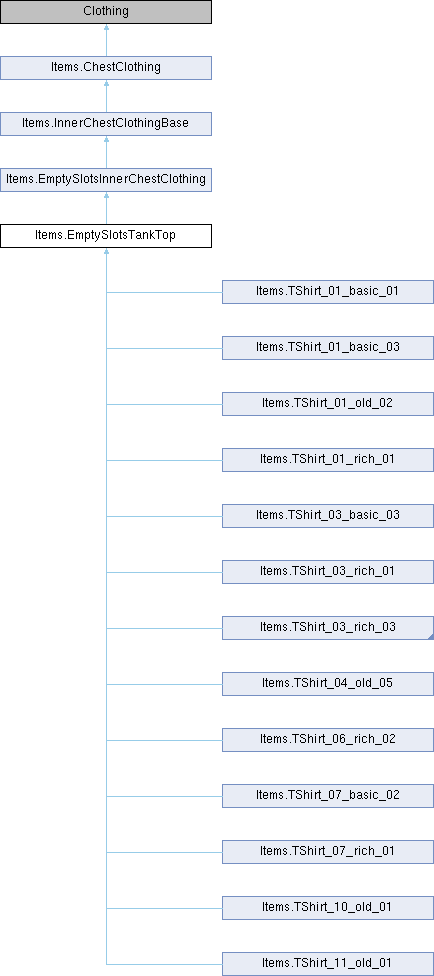 Clothing
Items.ChestClothing
Items.InnerChestClothingBase
Items.EmptySlotsInnerChestClothing
Items.EmptySlotsTankTop
Items.TShirt_01_basic_01
Items.TShirt_01_basic_03
Items.TShirt_01_old_02
Items.TShirt_01_rich_01
Items.TShirt_03_basic_03
Items.TShirt_03_rich_01
Items.TShirt_03_rich_03
Items.TShirt_04_old_05
Items.TShirt_06_rich_02
Items.TShirt_07_basic_02
Items.TShirt_07_rich_01
Items.TShirt_10_old_01
Items.TShirt_11_old_01